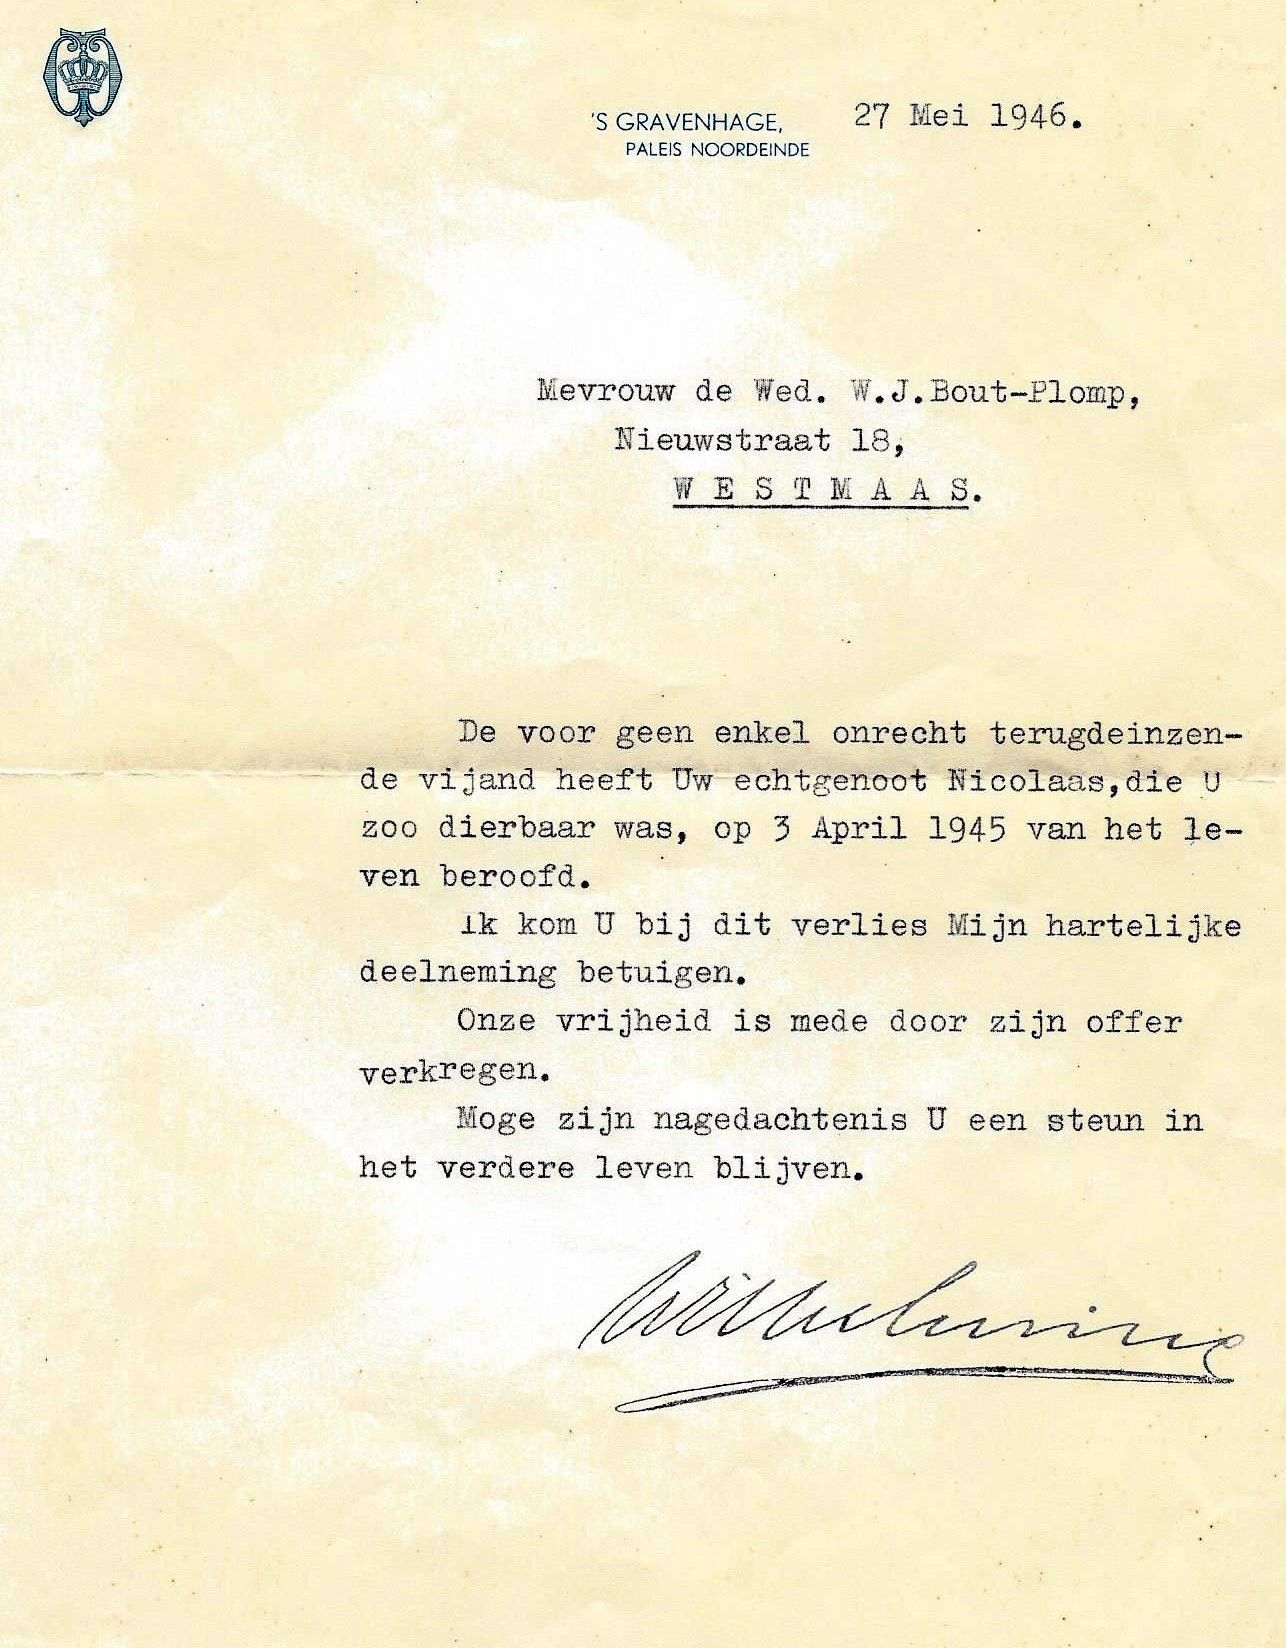 'S GRAVENHAGE, 27 Mei 1946.
PALEIS NOORDEINDE
Mevrouw de Wed. W.J.Bout-Plomp,
Nieuwstraat 18,
W E S T M A A S.
De voor geen enkel onrecht terugdeinzen-
de vijand heeft Uw echtgenoot Nicolaas,die U
zoo dierbaar was, op 3 April 1945 van het le-
ven beroofd.
Ik kom U bij dit verlies Mijn hartelijke
deelneming betuigen.
Onze vrijheid is mede door zijn offer
verkregen.
Moge zijn nagedachtenis U een steun in
het verdere leven blijven.
Wilhelmina